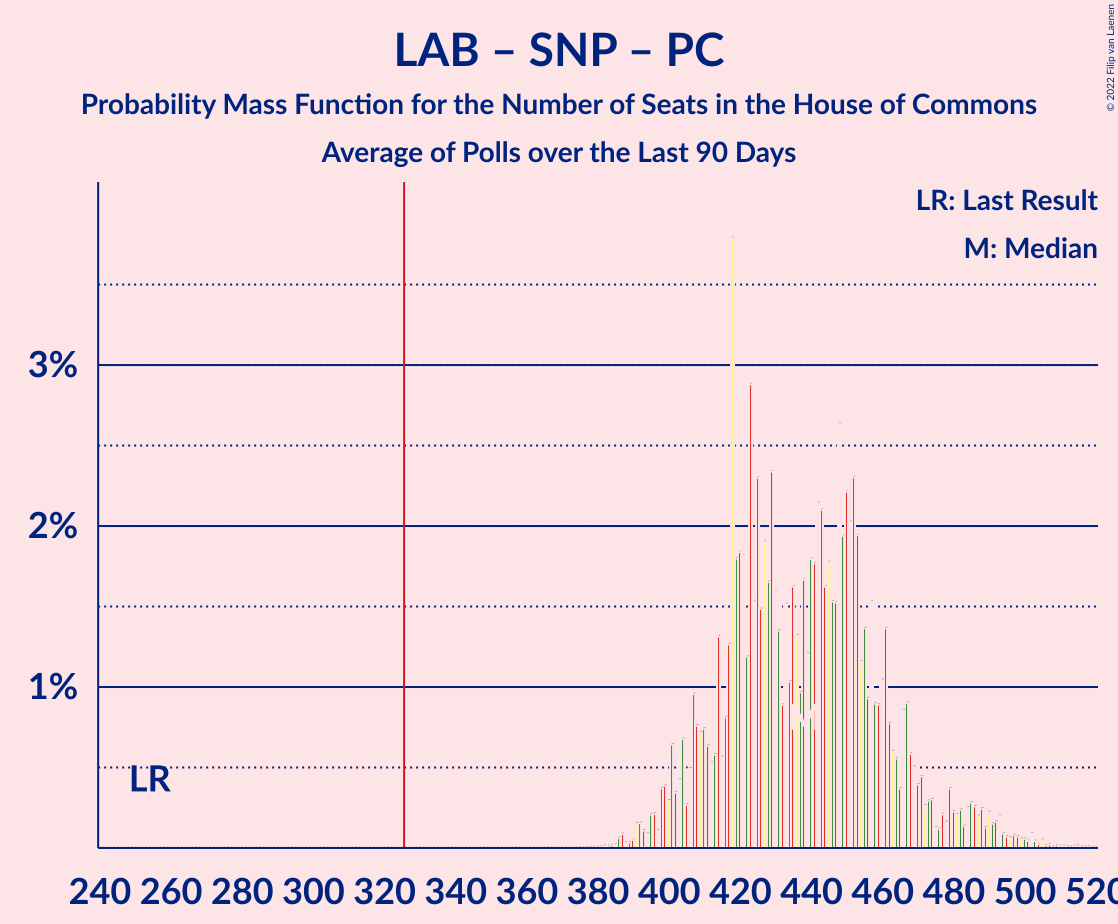 LAB – SNP – PC
Probability Mass Function for the Number of Seats in the House of Commons
Average of Polls over the Last 90 Days
© 2022 Filip van Laenen
LR: Last Result
M: Median
3%
2%
1%
LR
240 260 280 300 320 340 360 380 400 420 440 460 480 500 520